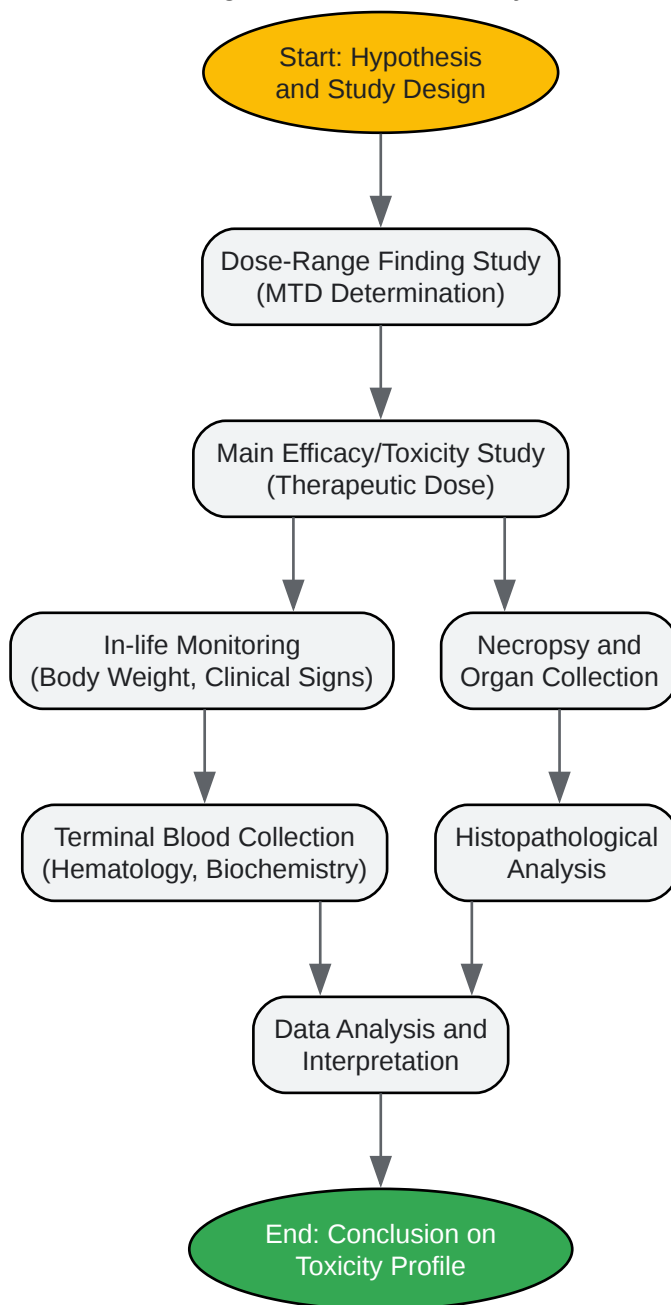 Start: Hypothesis
and Study Design
Dose-Range Finding Study
(MTD Determination)
Main Efficacy/Toxicity Study
(Therapeutic Dose)
In-life Monitoring
(Body Weight, Clinical Signs)
Necropsy and
Organ Collection
Terminal Blood Collection
(Hematology, Biochemistry)
Histopathological
Analysis
Data Analysis and
Interpretation
End: Conclusion on
Toxicity Profile